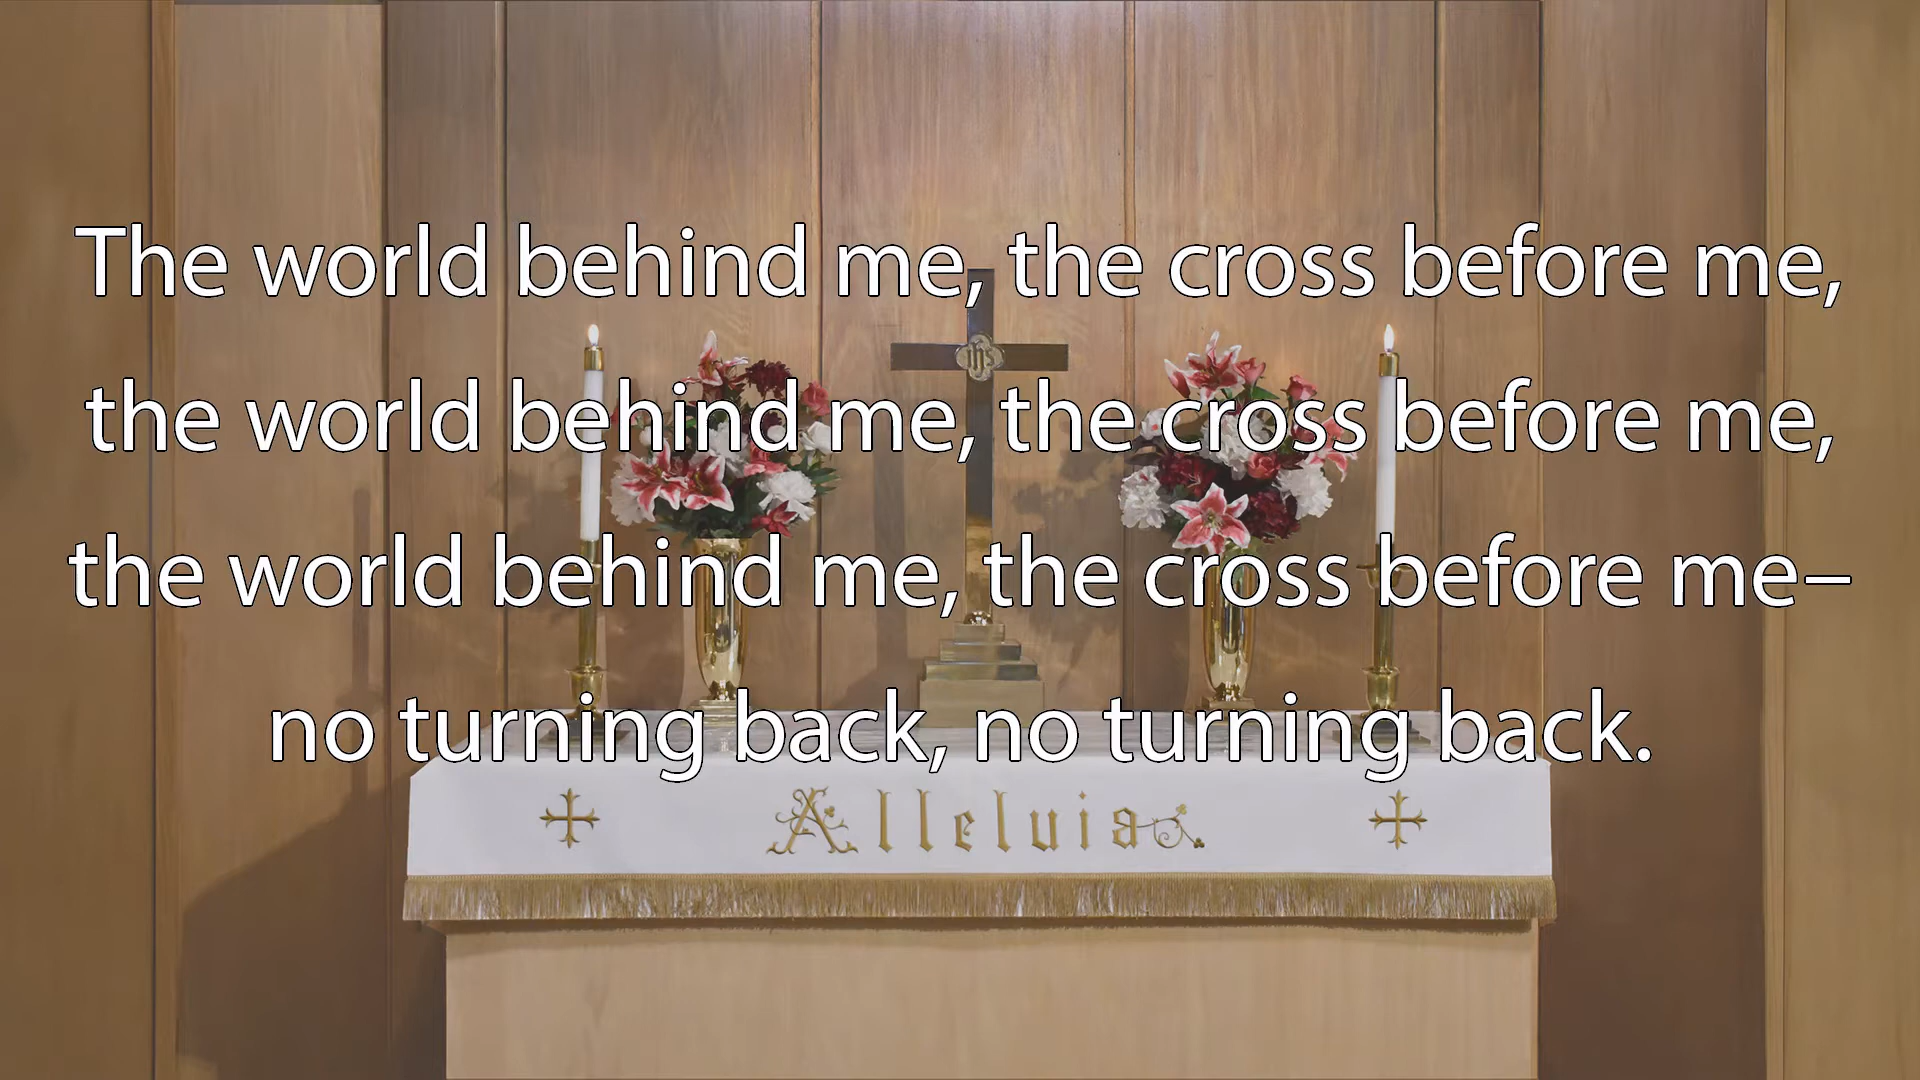 The world behind me, the cross before me,
ihs
the world behind me, the cross before me,
the world behind me, the cross before me–
no turning back, no turning back.
Alleluia